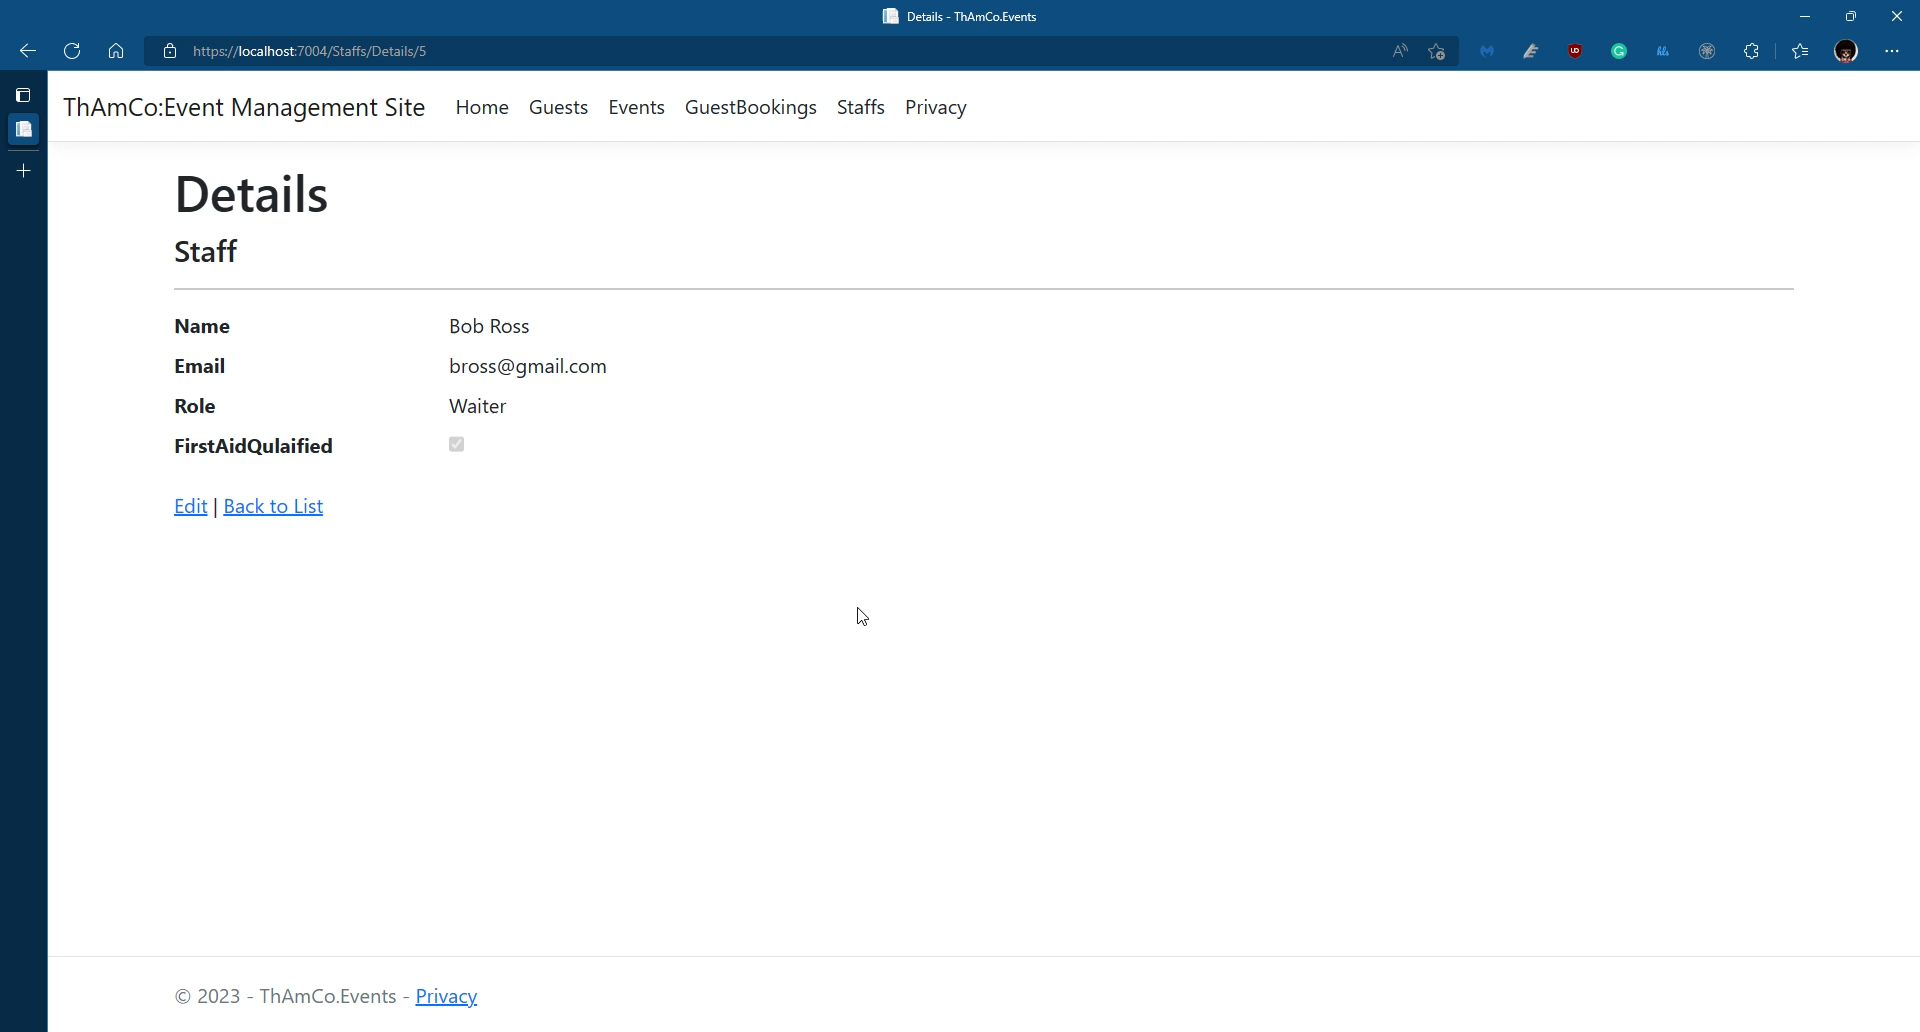 Details - ThAmCo.Events
https://localhost:7004/Staffs/Details/5
ThAmCo:Event Management Site Home Guests Events GuestBookings Staffs Privacy
Details
Staff
Name Bob Ross
Email bross@gmail.com
Role Waiter
FirstAidQulaified
Edit | Back to List
© 2023 - ThAmCo.Events - Privacy